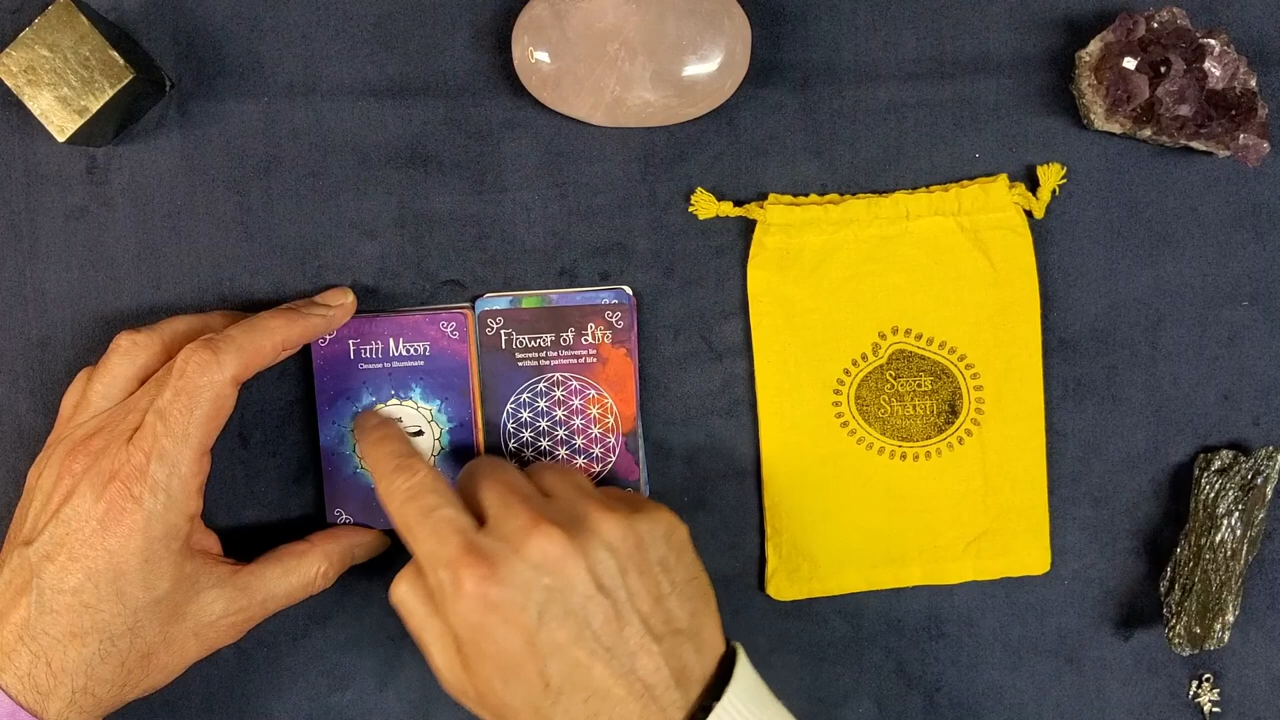 Full Moon
Cleanse to illuminate
Flower of Life
Secrets of the Universe lie
within the patterns of life
Seeds
Shakti